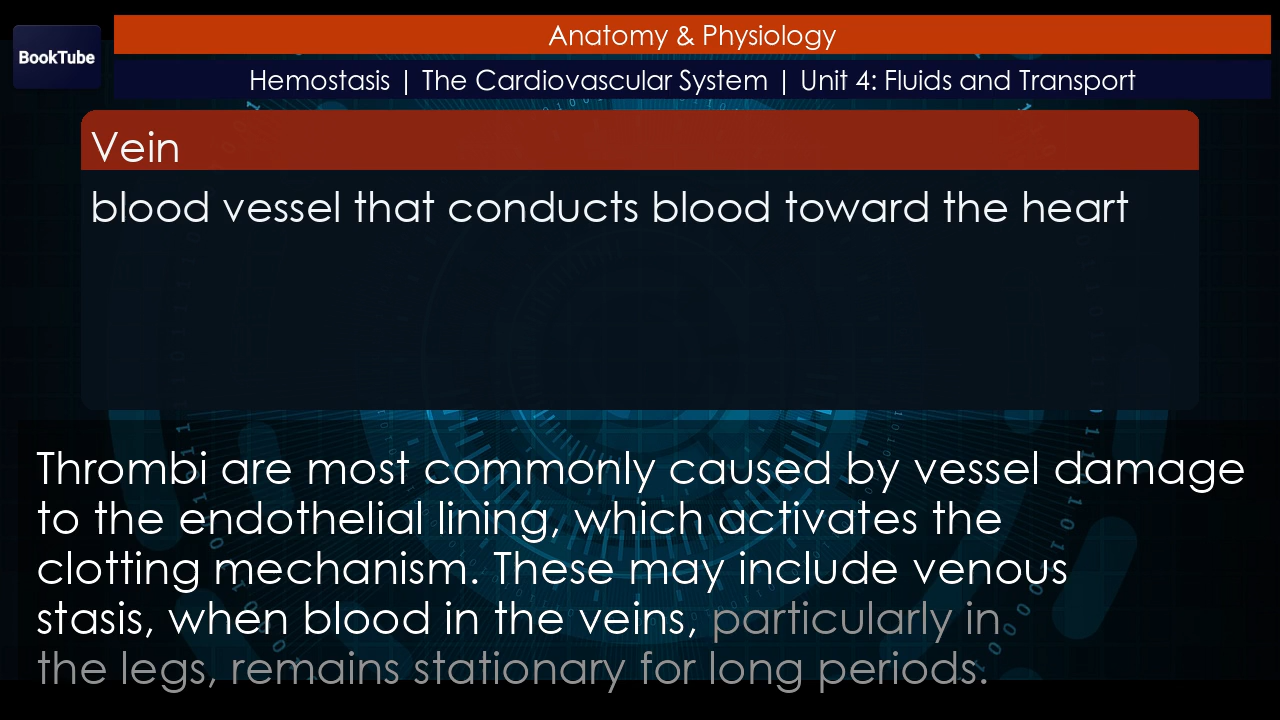 BookTube
Anatomy & Physiology
Hemostasis | The Cardiovascular System | Unit 4: Fluids and Transport
Vein
blood vessel that conducts blood toward the heart
Thrombi are most commonly caused by vessel damage
to the endothelial lining, which activates the
clotting mechanism. These may include venous
stasis, when blood in the veins, particularly in
the legs, remains stationary for long periods.